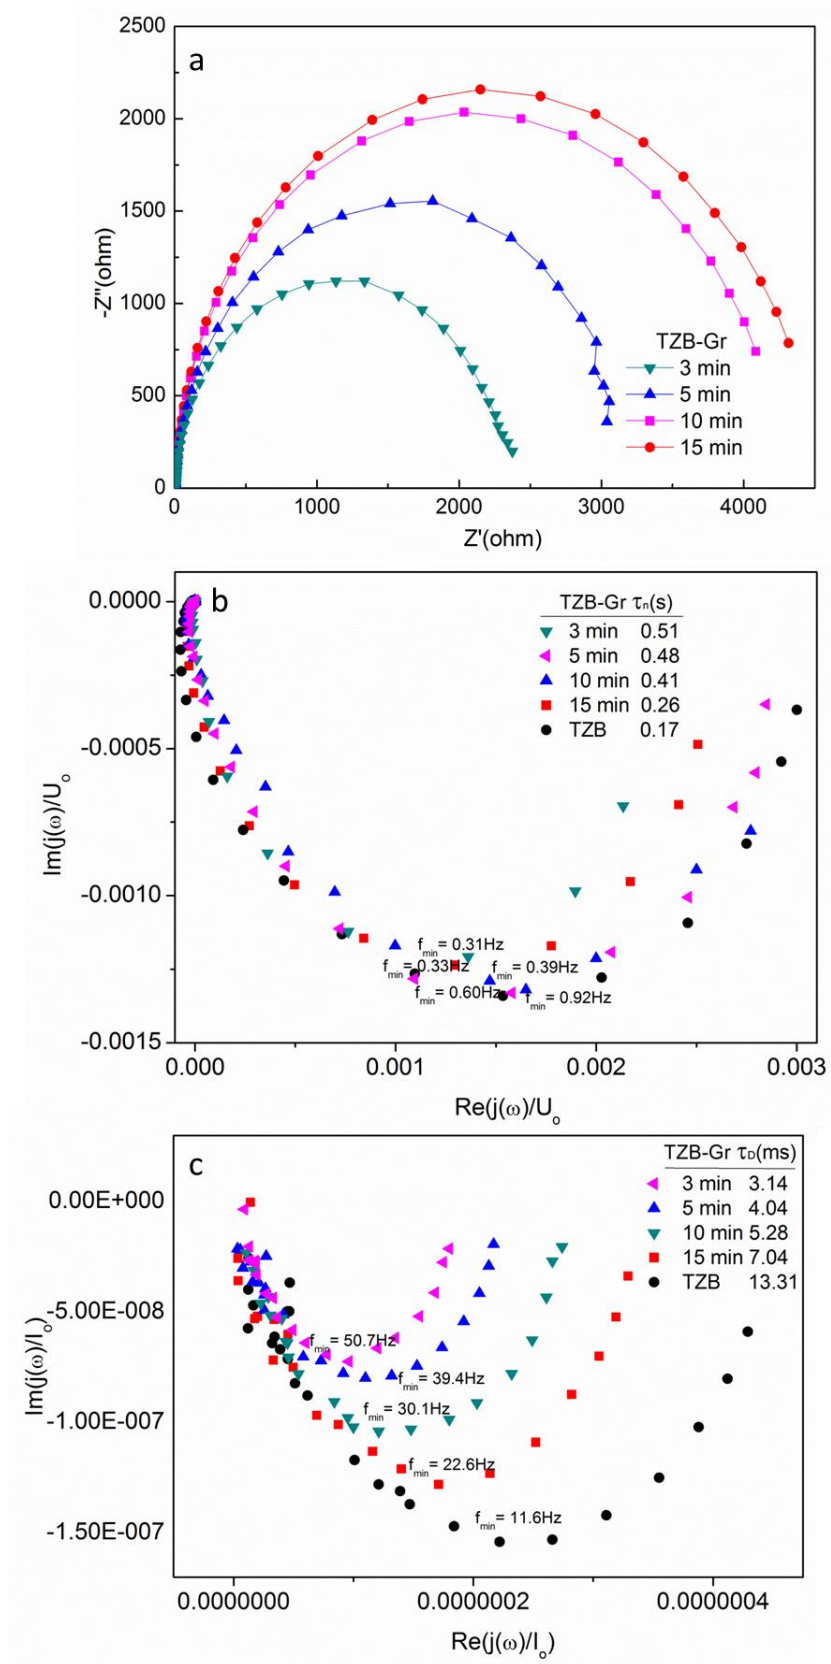 a
2500
2000
1500
1000
500
0
-Z"(ohm)
TZB-Gr
3 min
5 min
10 min
15 min
0 1000 2000 3000 4000
Z'(ohm)
b
0.0000
-0.0005
-0.0010
-0.0015
Im(j(ω)/Uo
TZB-Gr τn(s)
3 min 0.51
5 min 0.48
10 min 0.41
15 min 0.26
TZB 0.17
fmin= 0.31Hz
fmin= 0.33Hz
fmin= 0.39Hz
fmin= 0.60Hz
fmin= 0.92Hz
0.000 0.001 0.002 0.003
Re(j(ω)/Uo
c
0.00E+000
-5.00E-008
-1.00E-007
-1.50E-007
Im(j(ω)/Io)
TZB-Gr τD(ms)
3 min 3.14
5 min 4.04
10 min 5.28
15 min 7.04
TZB 13.31
fmin= 50.7Hz
fmin= 39.4Hz
fmin= 30.1Hz
fmin= 22.6Hz
fmin= 11.6Hz
0.0000000 0.0000002 0.0000004
Re(j(ω)/Io)